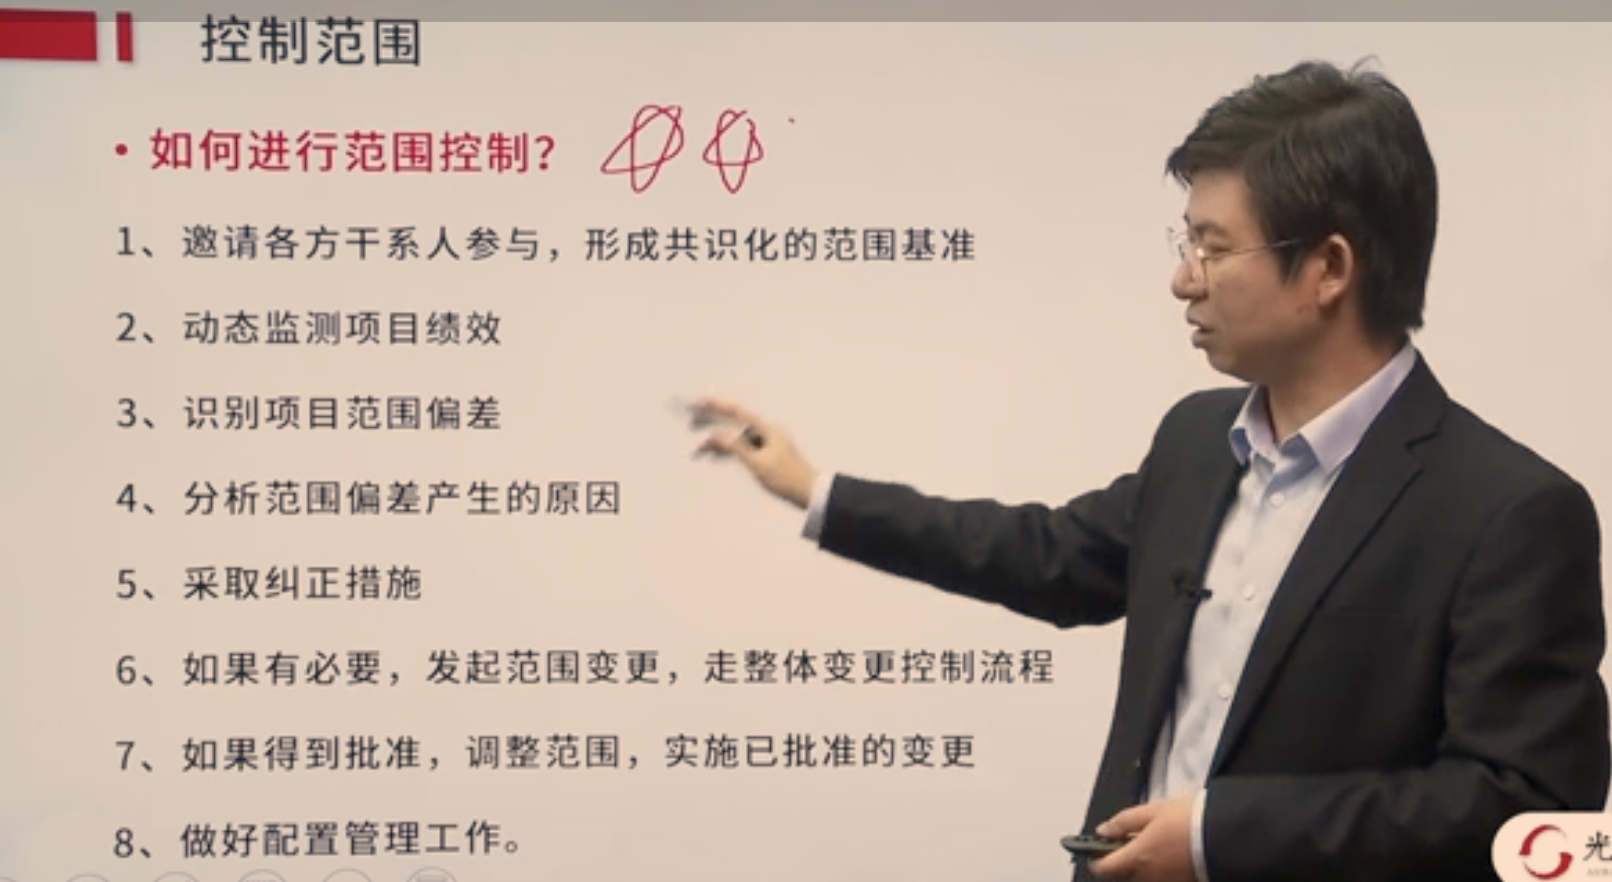 控制范围
• 如何进行范围控制？
1、邀请各方干系人参与，形成共识化的范围基准
2、动态监测项目绩效
3、识别项目范围偏差
4、分析范围偏差产生的原因
5、采取纠正措施
6、如果有必要，发起范围变更，走整体变更控制流程
7、如果得到批准，调整范围，实施已批准的变更
8、做好配置管理工作。
光